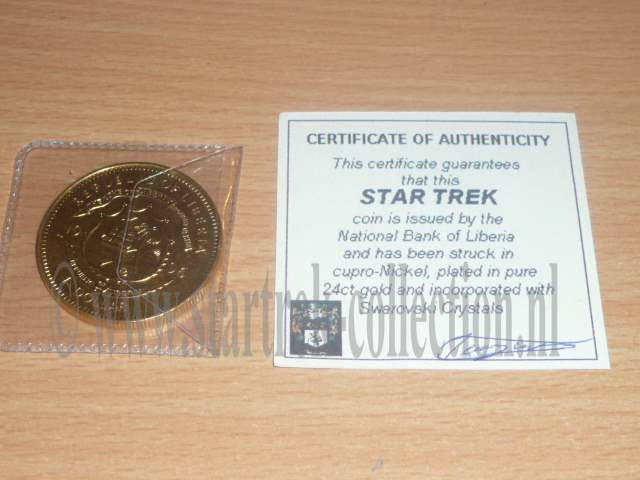 REPUBLIC OF LIBERIA
CERTIFICATE OF AUTHENTICITY
This certificate guarantees
that this
STAR TREK
coin is issued by the
National Bank of Liberia
and has been struck in
cupro-Nickel, plated in pure
24ct gold and incorporated with
Swarovski Crystals
© www.startrek-collection.nl